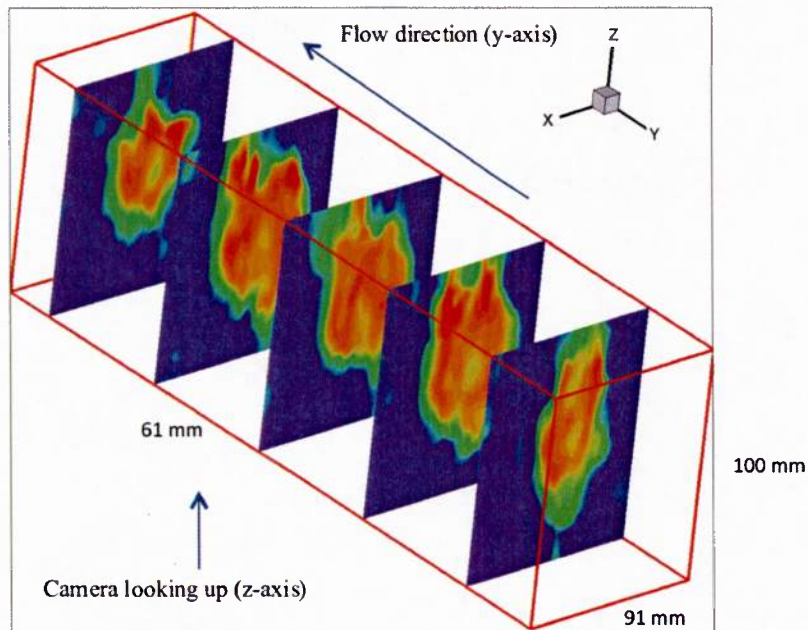 Flow direction (y-axis)
Z
X
Y
61 mm
100 mm
Camera looking up (z-axis)
91 mm